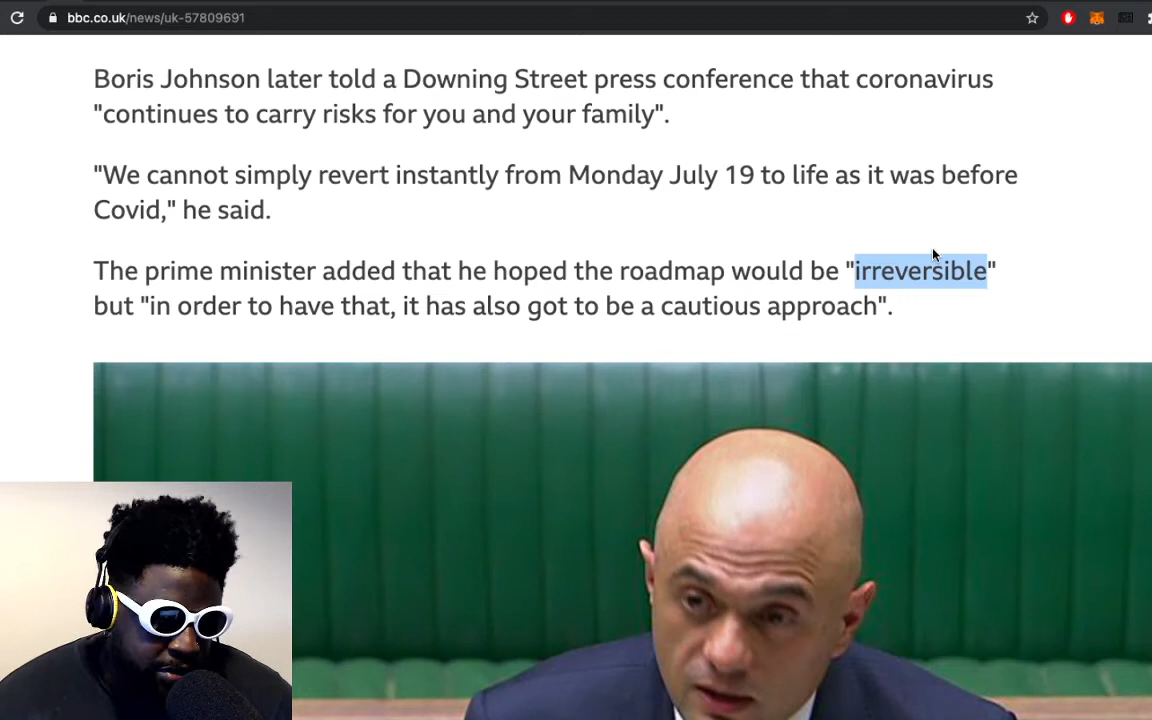 bbc.co.uk/news/uk-57809691
Boris Johnson later told a Downing Street press conference that coronavirus
"continues to carry risks for you and your family".
"We cannot simply revert instantly from Monday July 19 to life as it was before
Covid," he said.
The prime minister added that he hoped the roadmap would be "irreversible"
but "in order to have that, it has also got to be a cautious approach".